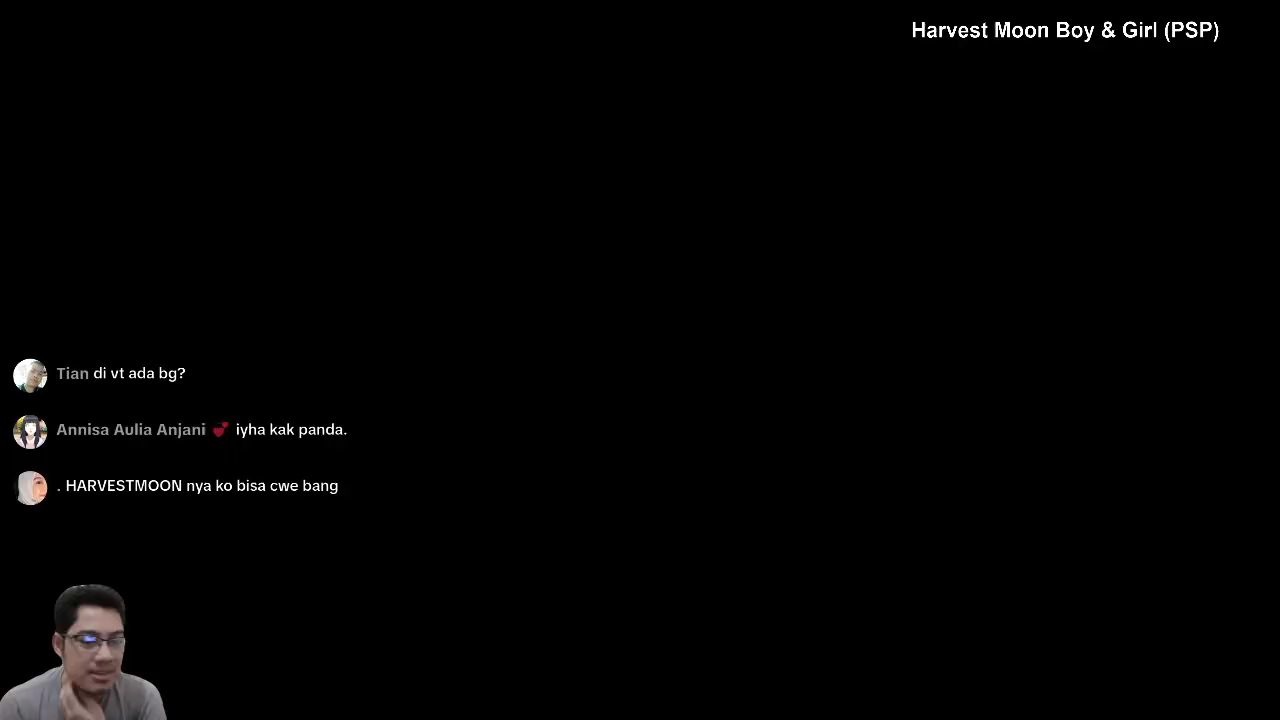 Harvest Moon Boy & Girl (PSP)
Tian di vt ada bg?
Annisa Aulia Anjani 💕 iyha kak panda.
. HARVESTMOON nya ko bisa cwe bang